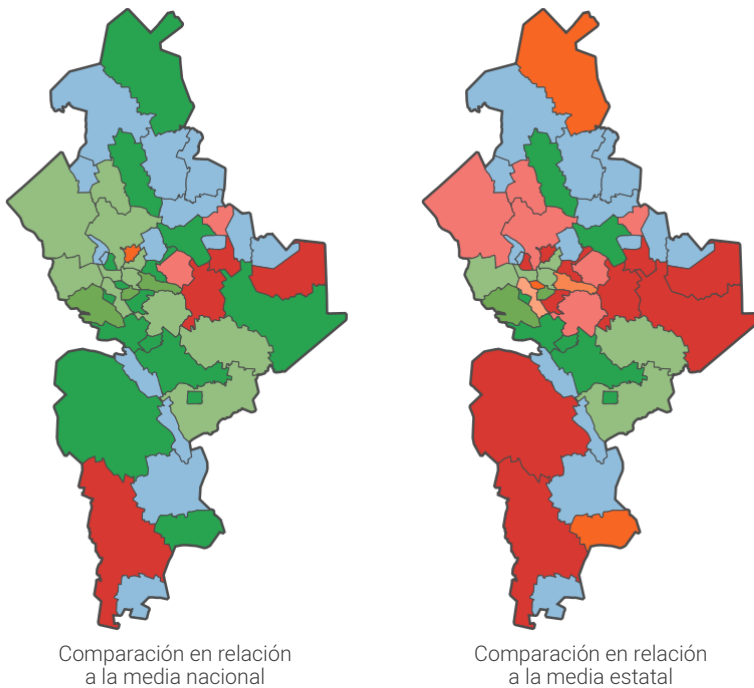 Comparación en relación
a la media nacional
Comparación en relación
a la media estatal